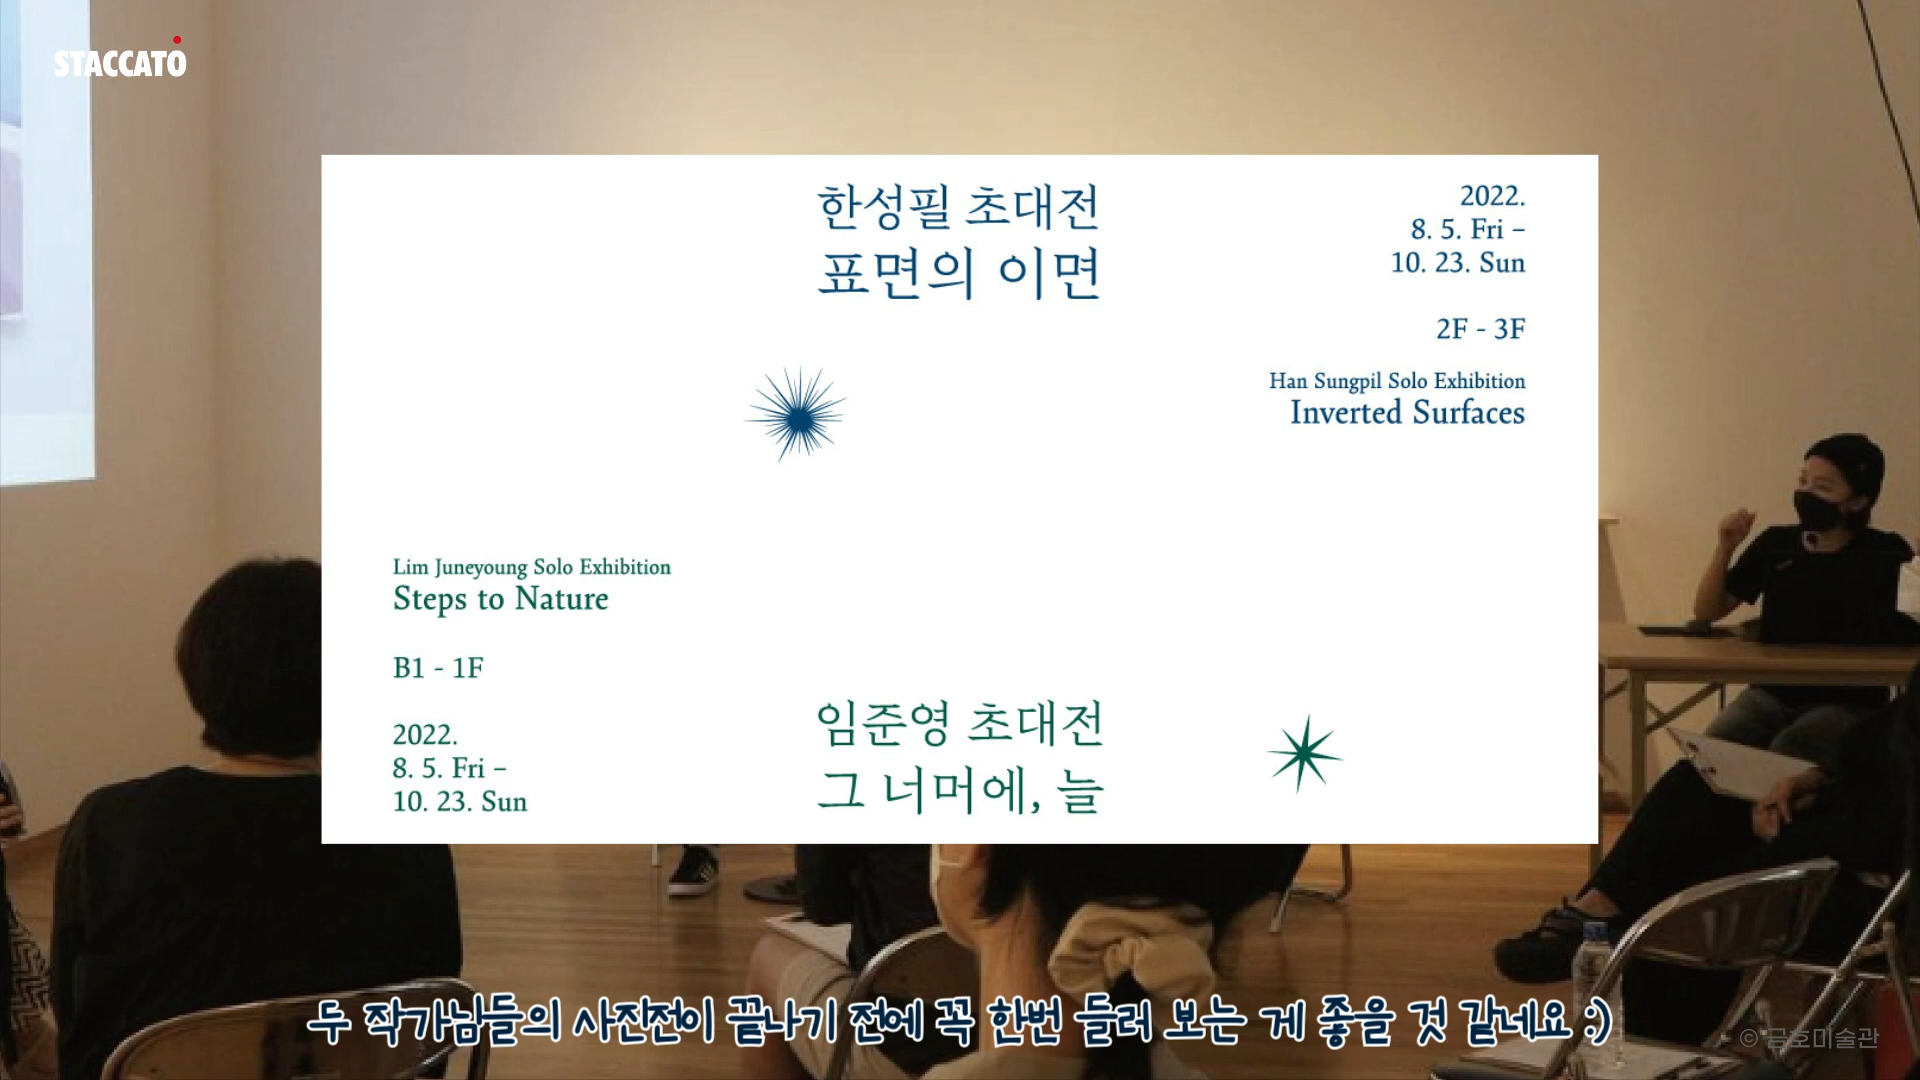 STACCATO
한성필 초대전
표면의 이면
2022.
8. 5. Fri –
10. 23. Sun
2F - 3F
Han Sungpil Solo Exhibition
Inverted Surfaces
Lim Juneyoung Solo Exhibition
Steps to Nature
B1 - 1F
2022.
8. 5. Fri –
10. 23. Sun
임준영 초대전
그 너머에, 늘
두 작가님들의 사진전이 끝나기 전에 꼭 한번 들러 보는 게 좋을 것 같네요 :)
© 금호미술관